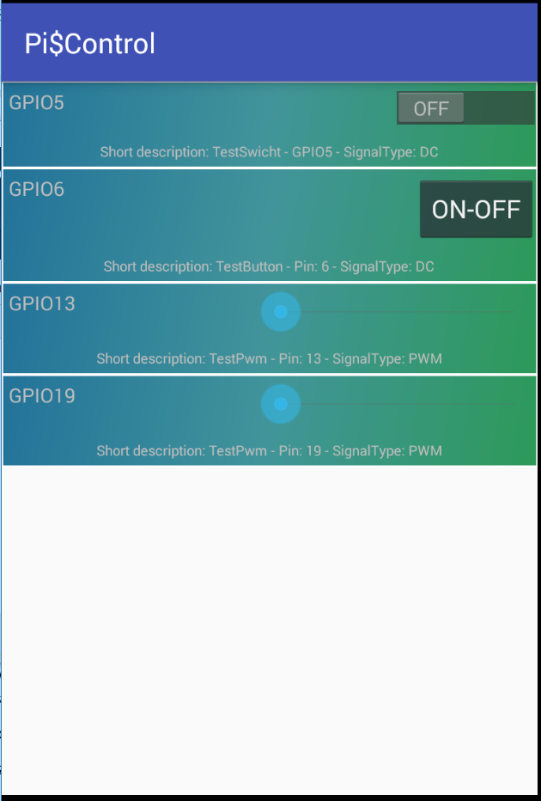 Pi$Control
GPIO5
OFF
Short description: TestSwicht - GPIO5 - SignalType: DC
GPIO6
ON-OFF
Short description: TestButton - Pin: 6 - SignalType: DC
GPIO13
Short description: TestPwm - Pin: 13 - SignalType: PWM
GPIO19
Short description: TestPwm - Pin: 19 - SignalType: PWM